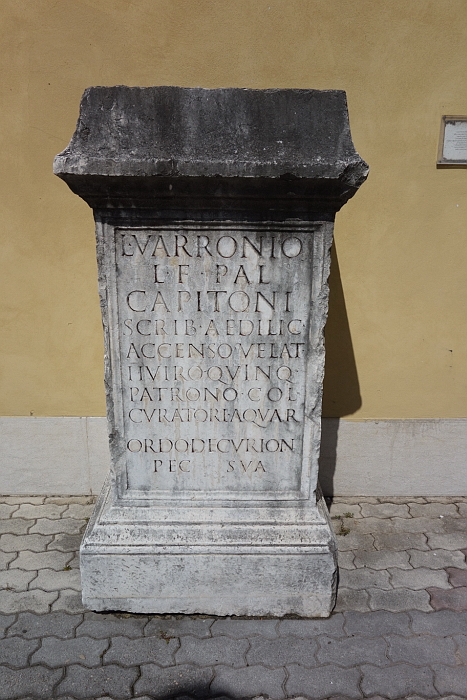 L·VARRONIO
L·F·PAL
CAPITONI
SCRIB·AEDILIC
ACCENSO VELAT
IIVIRO QVINQ
PATRONO·COL
CVRATORI AQVAR
ORDO DECVRION
PEC SVA